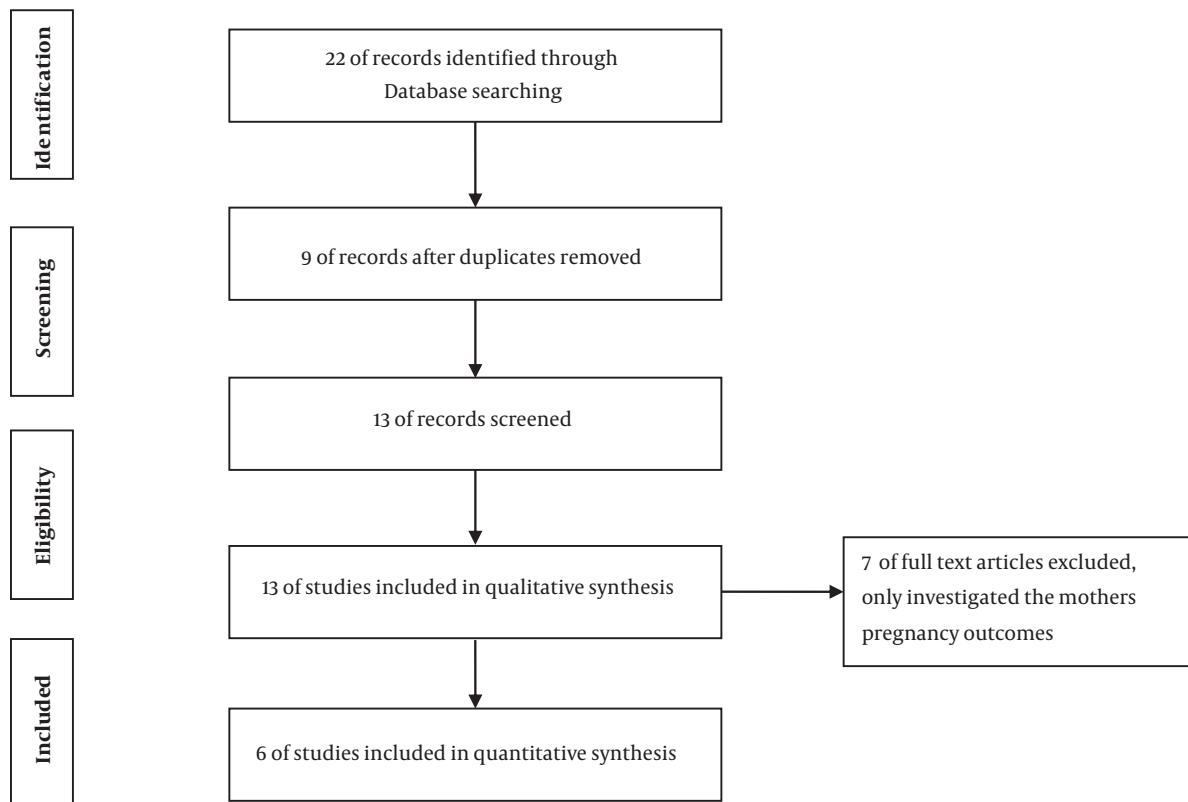 Identification
22 of records identified through
Database searching
Screening
9 of records after duplicates removed
13 of records screened
Eligibility
13 of studies included in qualitative synthesis
7 of full text articles excluded,
only investigated the mothers
pregnancy outcomes
Included
6 of studies included in quantitative synthesis